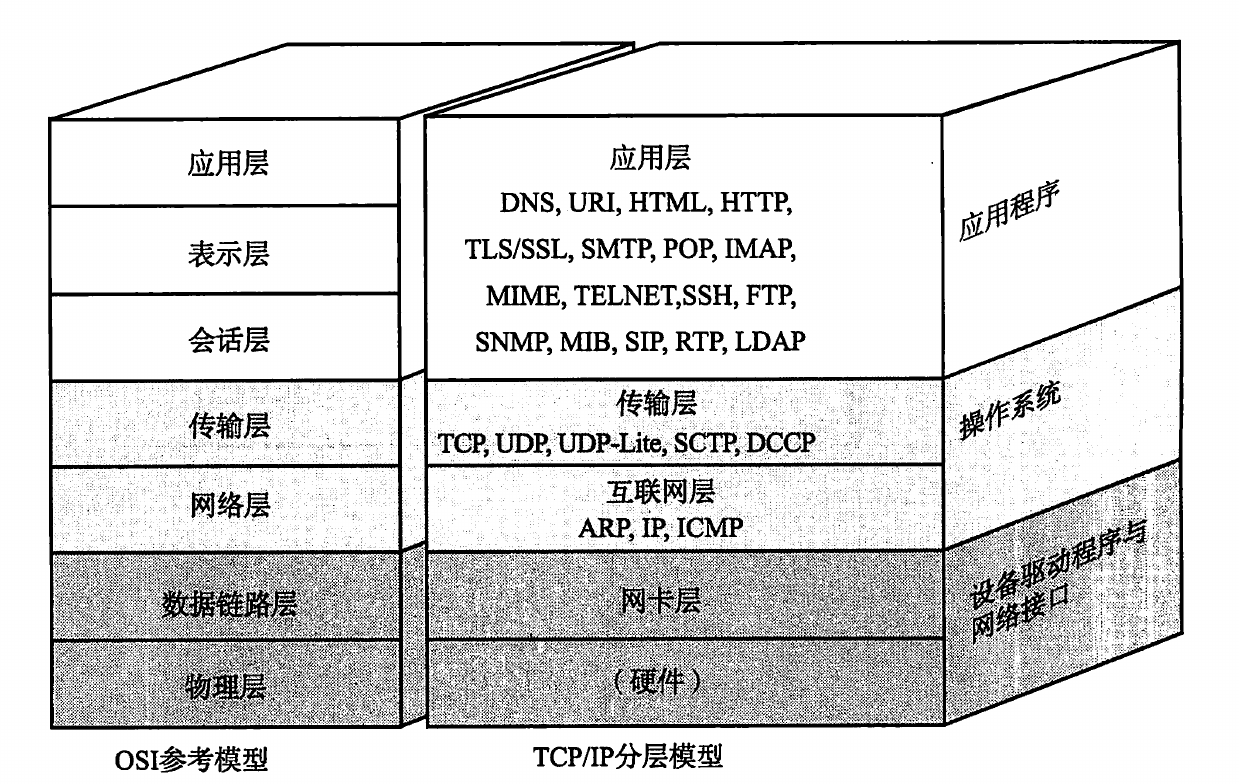 应用层
表示层
会话层
传输层
网络层
数据链路层
物理层
OSI参考模型
应用层
DNS, URI, HTML, HTTP,
TLS/SSL, SMTP, POP, IMAP,
MIME, TELNET,SSH, FTP,
SNMP, MIB, SIP, RTP, LDAP
传输层
TCP, UDP, UDP-Lite, SCTP, DCCP
互联网层
ARP, IP, ICMP
网卡层
（硬件）
TCP/IP分层模型
应用程序
操作系统
设备驱动程序与
网络接口